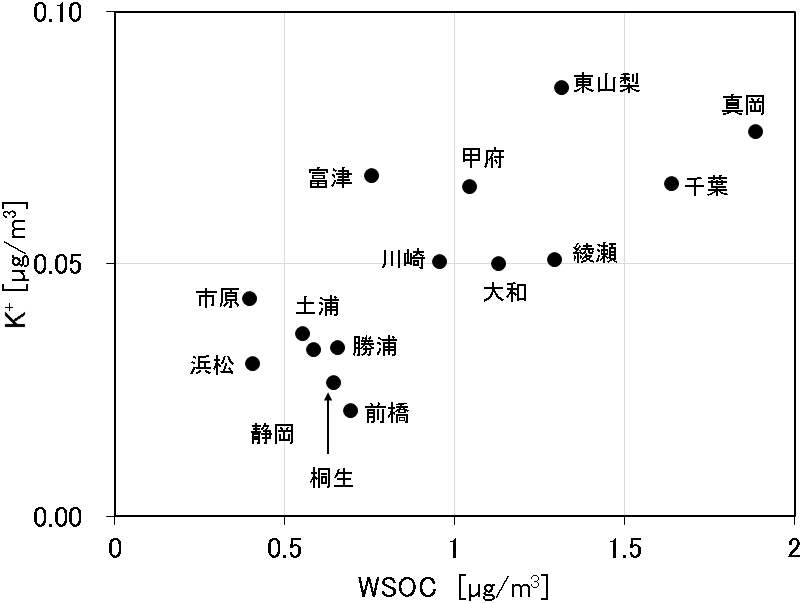 0.10
東山梨
真岡
甲府
富津
千葉
K⁺ [μg/m³]
0.05
川崎
綾瀬
大和
市原
土浦
勝浦
浜松
前橋
静岡
桐生
0.00
0
0.5
1
1.5
2
WSOC [μg/m³]